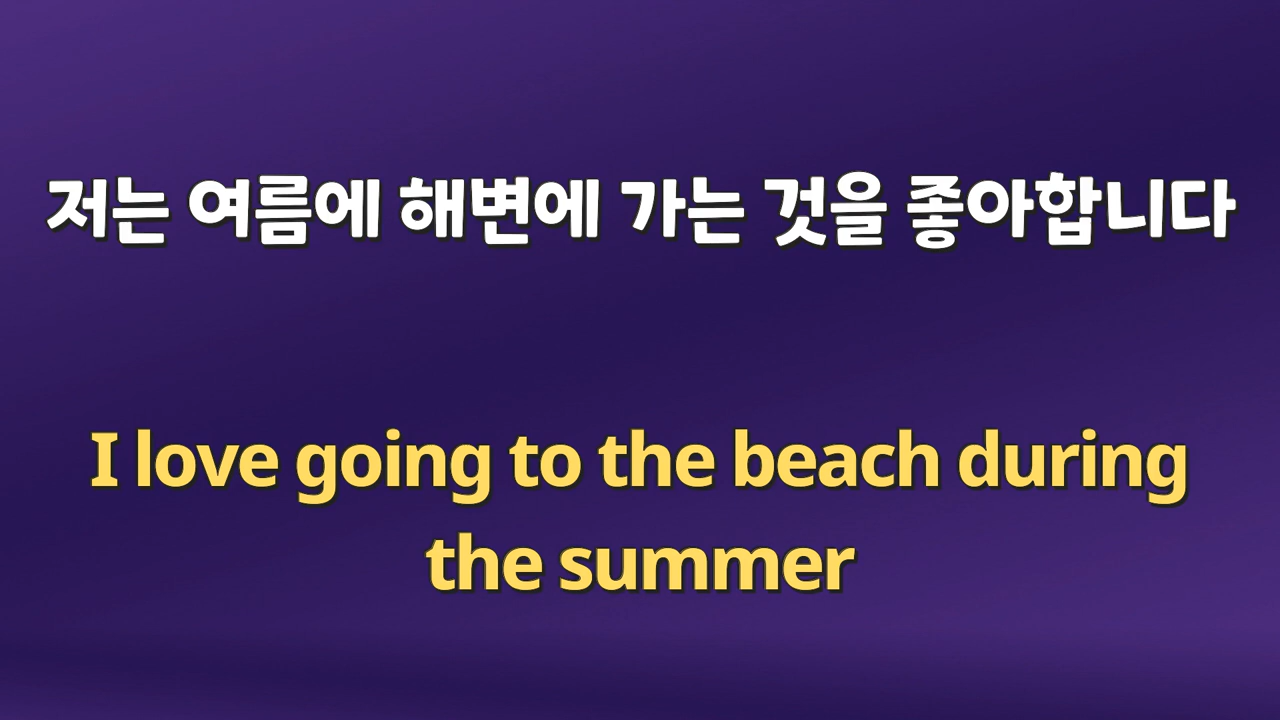 저는 여름에 해변에 가는 것을 좋아합니다
I love going to the beach during
the summer